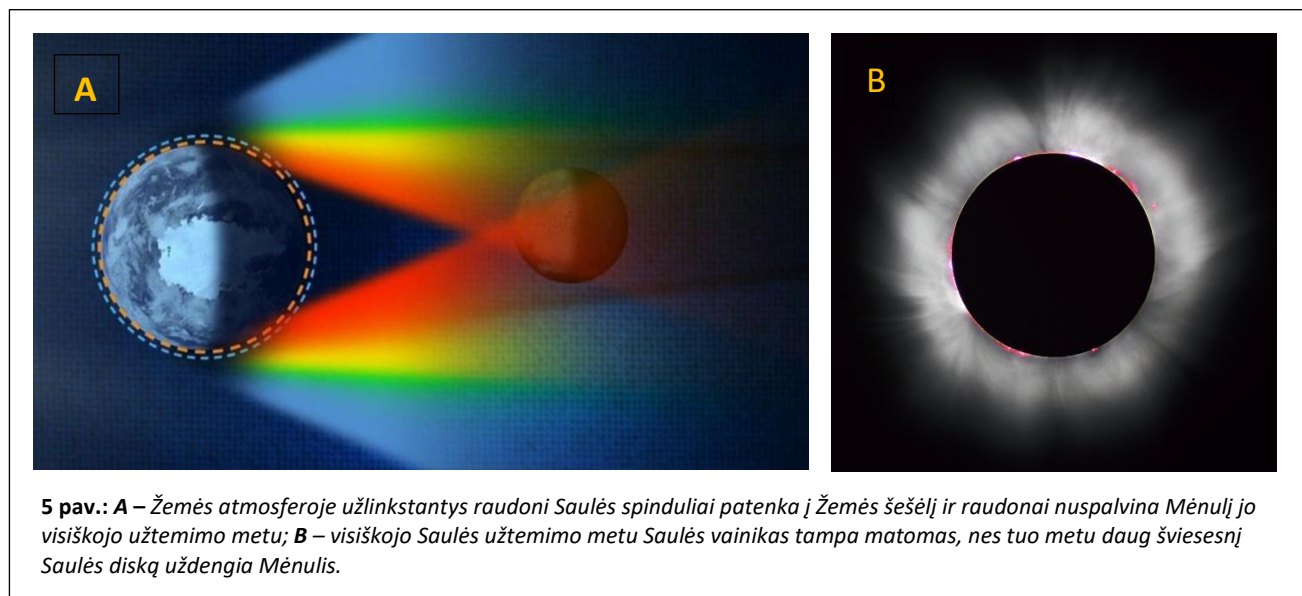 A
B
5 pav.: A – Žemės atmosferoje užlinkstantys raudoni Saulės spinduliai patenka į Žemės šešėlį ir raudonai nuspalvina Mėnulį jo
visiškojo užtemimo metu; B – visiškojo Saulės užtemimo metu Saulės vainikas tampa matomas, nes tuo metu daug šviesesnį
Saulės diską uždengia Mėnulis.